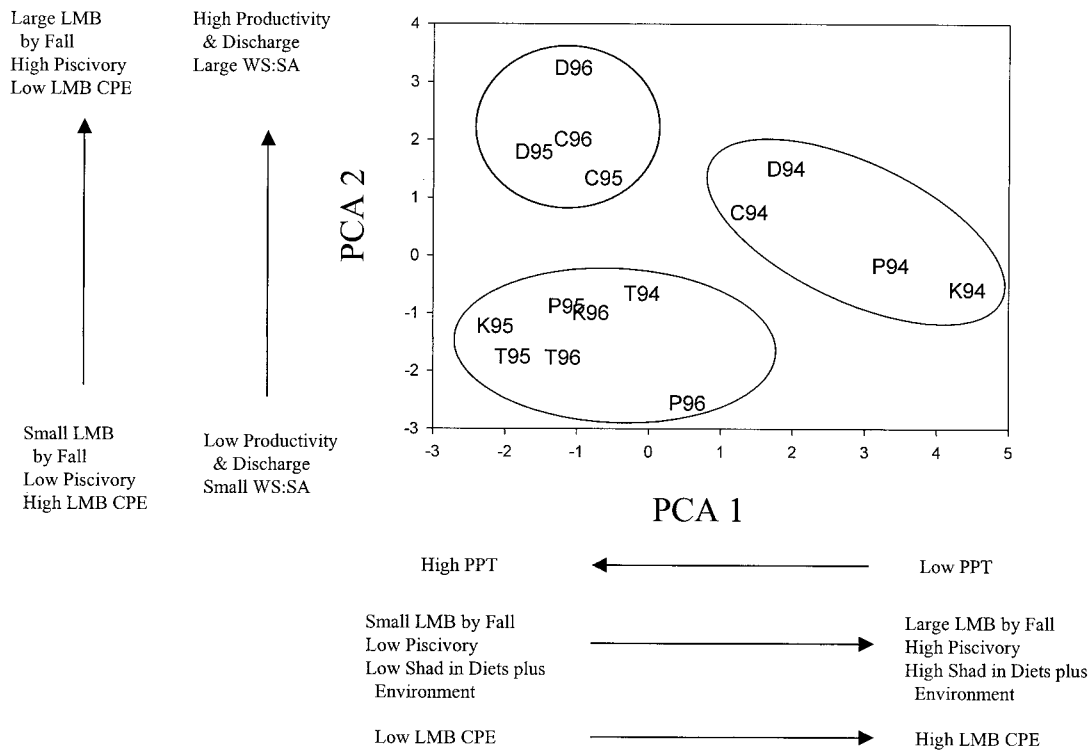 Large LMB
by Fall
High Piscivory
Low LMB CPE
High Productivity
& Discharge
Large WS:SA
Small LMB
by Fall
Low Piscivory
High LMB CPE
Low Productivity
& Discharge
Small WS:SA
PCA 2
4
3
2
1
0
-1
-2
-3
D96
C96
D95
C95
D94
C94
P94
K94
T94
P95
K96
K95
T95
T96
P96
-3 -2 -1 0 1 2 3 4 5
PCA 1
High PPT
Low PPT
Small LMB by Fall
Low Piscivory
Low Shad in Diets plus
Environment
Large LMB by Fall
High Piscivory
High Shad in Diets plus
Environment
Low LMB CPE
High LMB CPE